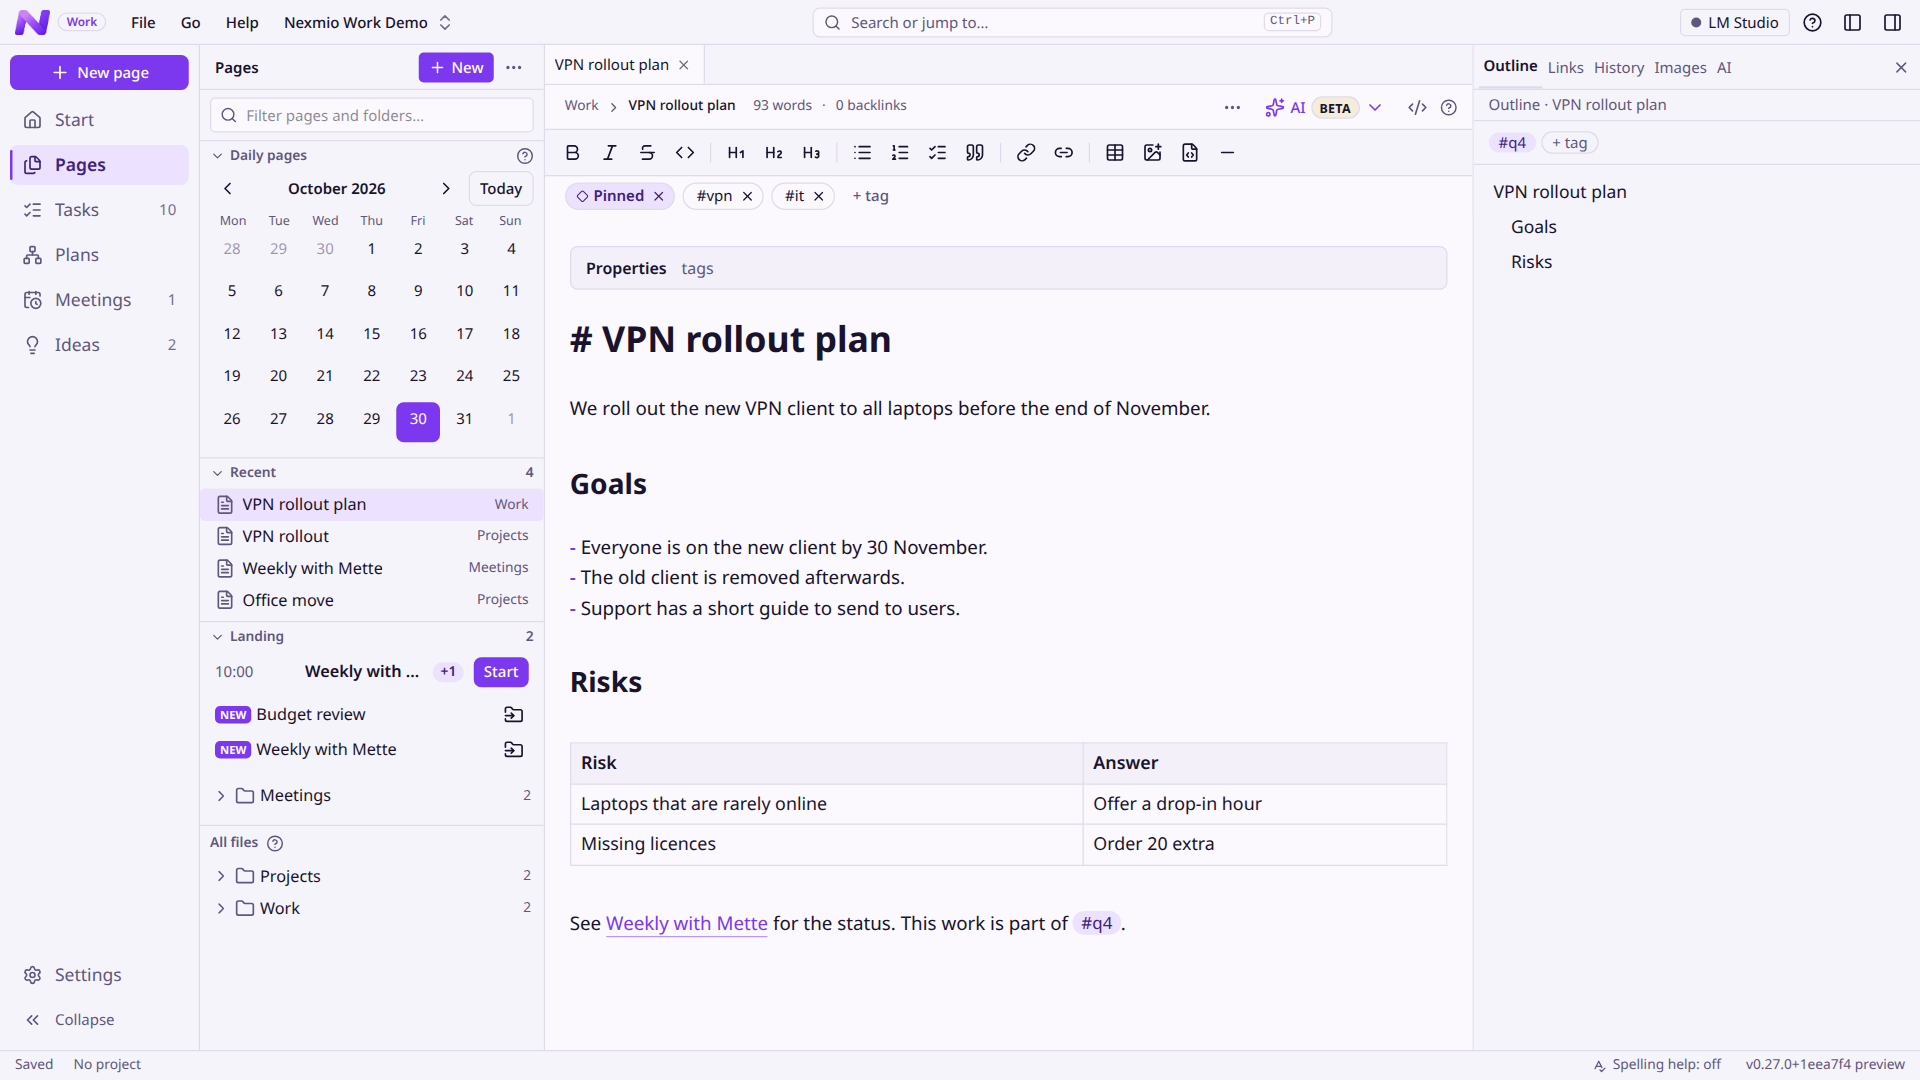 Work File Go Help Nexmio Work Demo Search or jump to... Ctrl+P LM Studio
New page
Start
Pages
Tasks 10
Plans
Meetings 1
Ideas 2
Settings
Collapse
Pages New
Filter pages and folders...
Daily pages
October 2026 Today
Mon Tue Wed Thu Fri Sat Sun
28 29 30 1 2 3 4
5 6 7 8 9 10 11
12 13 14 15 16 17 18
19 20 21 22 23 24 25
26 27 28 29 30 31 1
Recent 4
VPN rollout plan Work
VPN rollout Projects
Weekly with Mette Meetings
Office move Projects
Landing 2
10:00 Weekly with ... +1 Start
NEW Budget review
NEW Weekly with Mette
Meetings 2
All files
Projects 2
Work 2
VPN rollout plan
Work VPN rollout plan 93 words · 0 backlinks AI BETA
H1 H2 H3
Pinned #vpn #it + tag
Properties tags
# VPN rollout plan
We roll out the new VPN client to all laptops before the end of November.
Goals
- Everyone is on the new client by 30 November.
- The old client is removed afterwards.
- Support has a short guide to send to users.
Risks
Risk Answer
Laptops that are rarely online Offer a drop-in hour
Missing licences Order 20 extra
See Weekly with Mette for the status. This work is part of #q4.
Outline Links History Images AI
Outline · VPN rollout plan
#q4 + tag
VPN rollout plan
Goals
Risks
Saved No project Spelling help: off v0.27.0+1eea7f4 preview